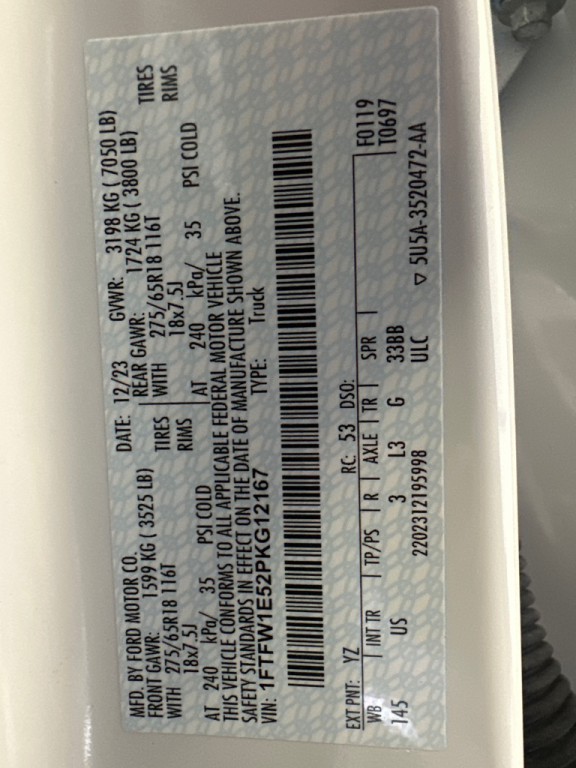 MFD. BY FORD MOTOR CO.
DATE: 12/23 GVWR: 3198 KG ( 7050 LB)
FRONT GAWR: 1599 KG ( 3525 LB)
REAR GAWR: 1724 KG ( 3800 LB)
WITH 275/65R18 116T TIRES
WITH 275/65R18 116T TIRES
18x7.5J RIMS
18x7.5J RIMS
AT 240 kPa/ 35 PSI COLD
AT 240 kPa/ 35 PSI COLD
THIS VEHICLE CONFORMS TO ALL APPLICABLE FEDERAL MOTOR VEHICLE
SAFETY STANDARDS IN EFFECT ON THE DATE OF MANUFACTURE SHOWN ABOVE.
VIN: 1FTFW1E52PKG12167 TYPE: Truck
EXT PNT: YZ RC: 53 DSO: F0119
WB INT TR TP/PS R AXLE TR SPR T0697
145 US 3 L3 G 33BB
2202312195998 ULC ▽ 5U5A-3520472-AA